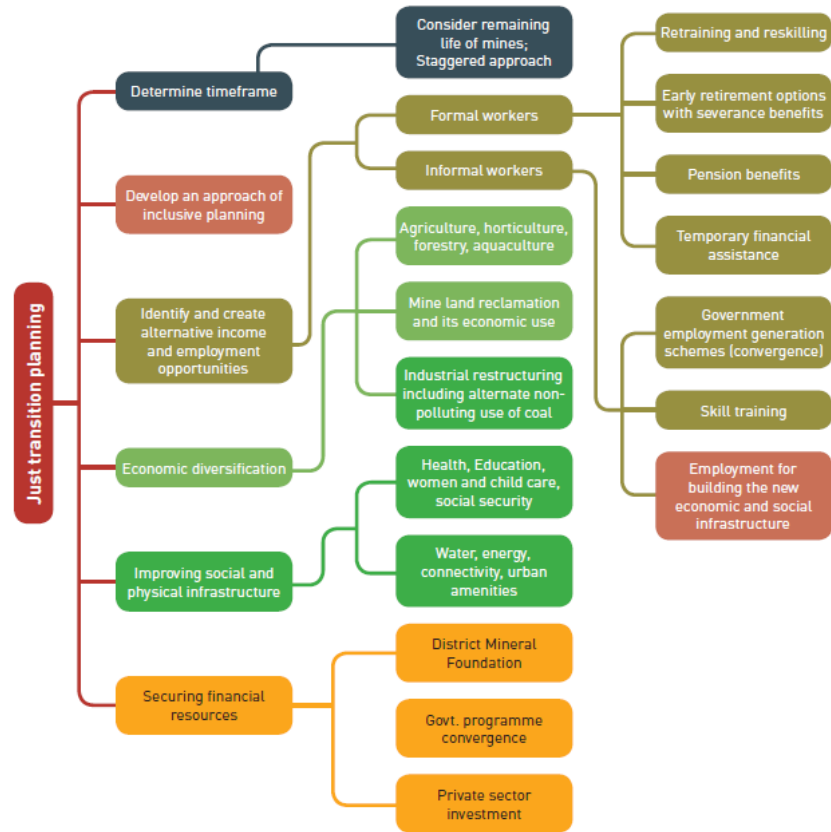 Just transition planning
Determine timeframe
Consider remaining
life of mines;
Staggered approach
Develop an approach of
inclusive planning
Identify and create
alternative income
and employment
opportunities
Formal workers
Retraining and reskilling
Early retirement options
with severance benefits
Pension benefits
Temporary financial
assistance
Informal workers
Government
employment generation
schemes (convergence)
Skill training
Employment for
building the new
economic and social
infrastructure
Economic diversification
Agriculture, horticulture,
forestry, aquaculture
Mine land reclamation
and its economic use
Industrial restructuring
including alternate non-
polluting use of coal
Improving social and
physical infrastructure
Health, Education,
women and child care,
social security
Water, energy,
connectivity, urban
amenities
Securing financial
resources
District Mineral
Foundation
Govt. programme
convergence
Private sector
investment